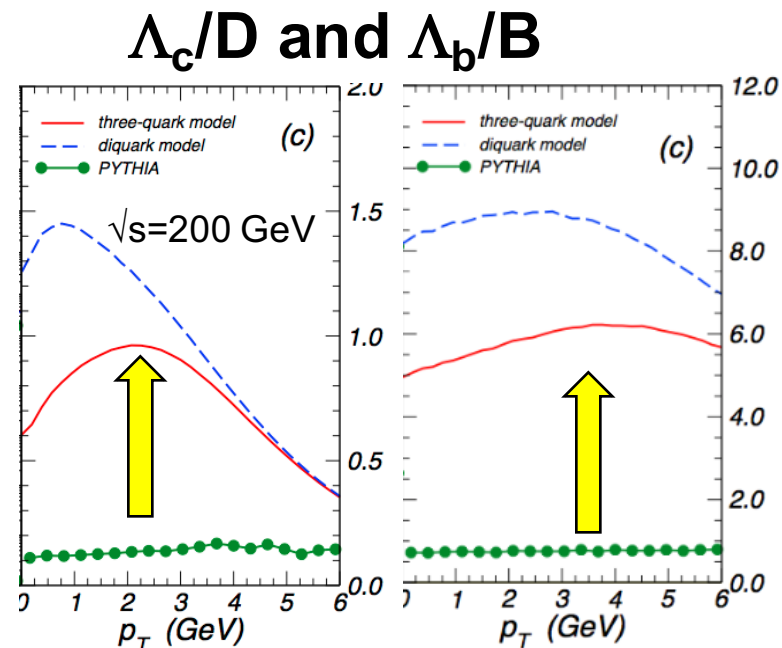 Λc/D and Λb/B
three-quark model
diquark model
PYTHIA
(c)
√s=200 GeV
2.0
1.5
1.0
0.5
0.0
0 1 2 3 4 5 6
pT (GeV)
three-quark model
diquark model
PYTHIA
(c)
12.0
10.0
8.0
6.0
4.0
2.0
0.0
0 1 2 3 4 5 6
pT (GeV)